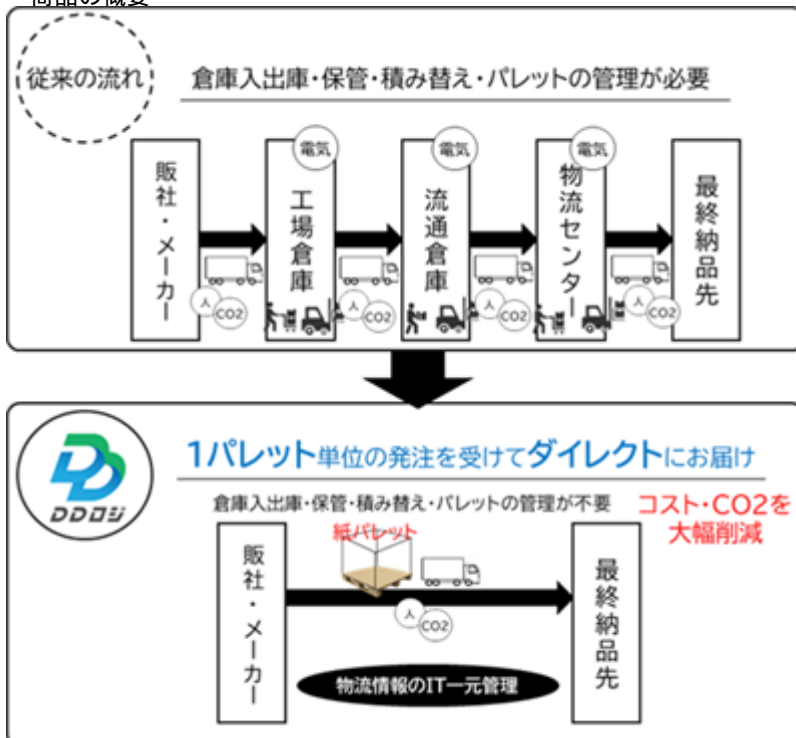 商品の概要
従来の流れ
倉庫入出庫・保管・積み替え・パレットの管理が必要
販社・メーカー
工場倉庫
流通倉庫
物流センター
最終納品先
電気
電気
電気
人
CO2
人
CO2
人
CO2
人
CO2
DDロジ
1パレット単位の発注を受けてダイレクトにお届け
倉庫入出庫・保管・積み替え・パレットの管理が不要
コスト・CO2を
大幅削減
紙パレット
販社・メーカー
人
CO2
最終納品先
物流情報のIT一元管理